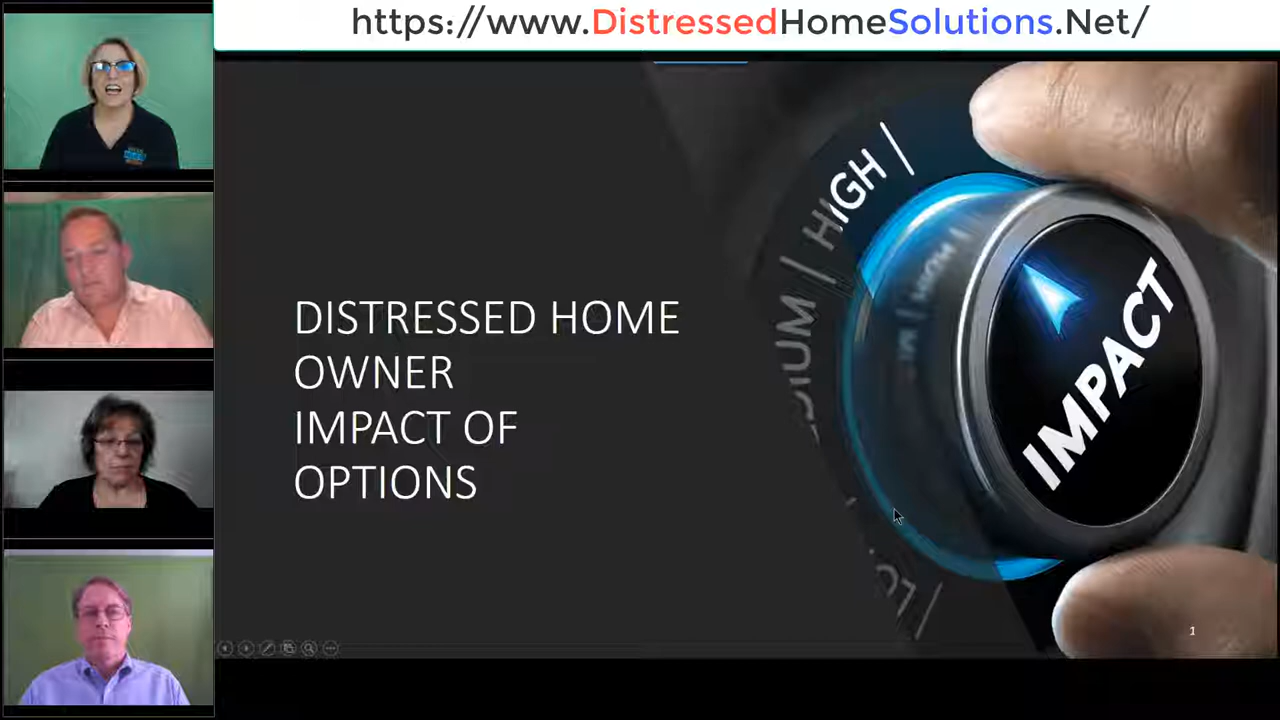 https://www.DistressedHomeSolutions.Net/
DISTRESSED HOME
OWNER
IMPACT OF
OPTIONS
HIGH |
IMPACT
1